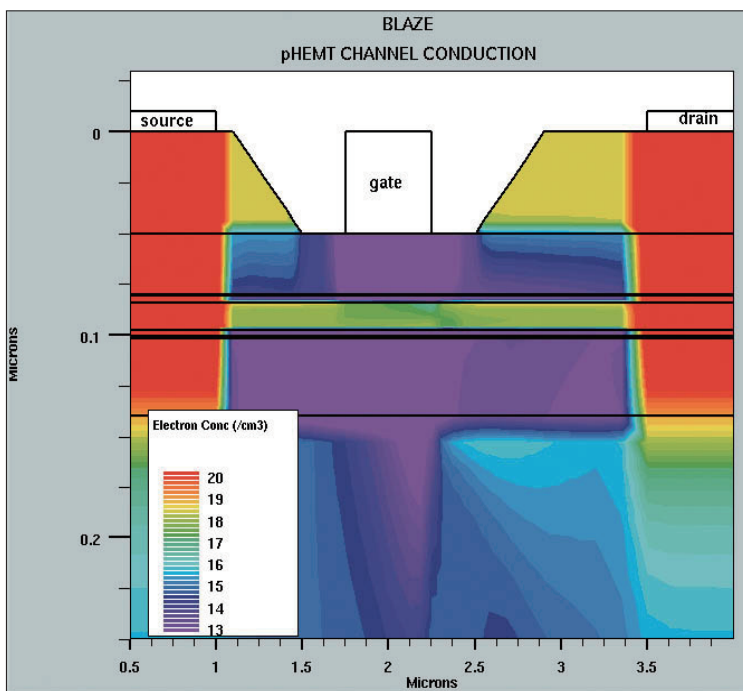 BLAZE
pHEMT CHANNEL CONDUCTION
source
drain
gate
0
0.1
0.2
Microns
Electron Conc (/cm3)
20
19
18
17
16
15
14
13
0.5
1
1.5
2
2.5
3
3.5
Microns